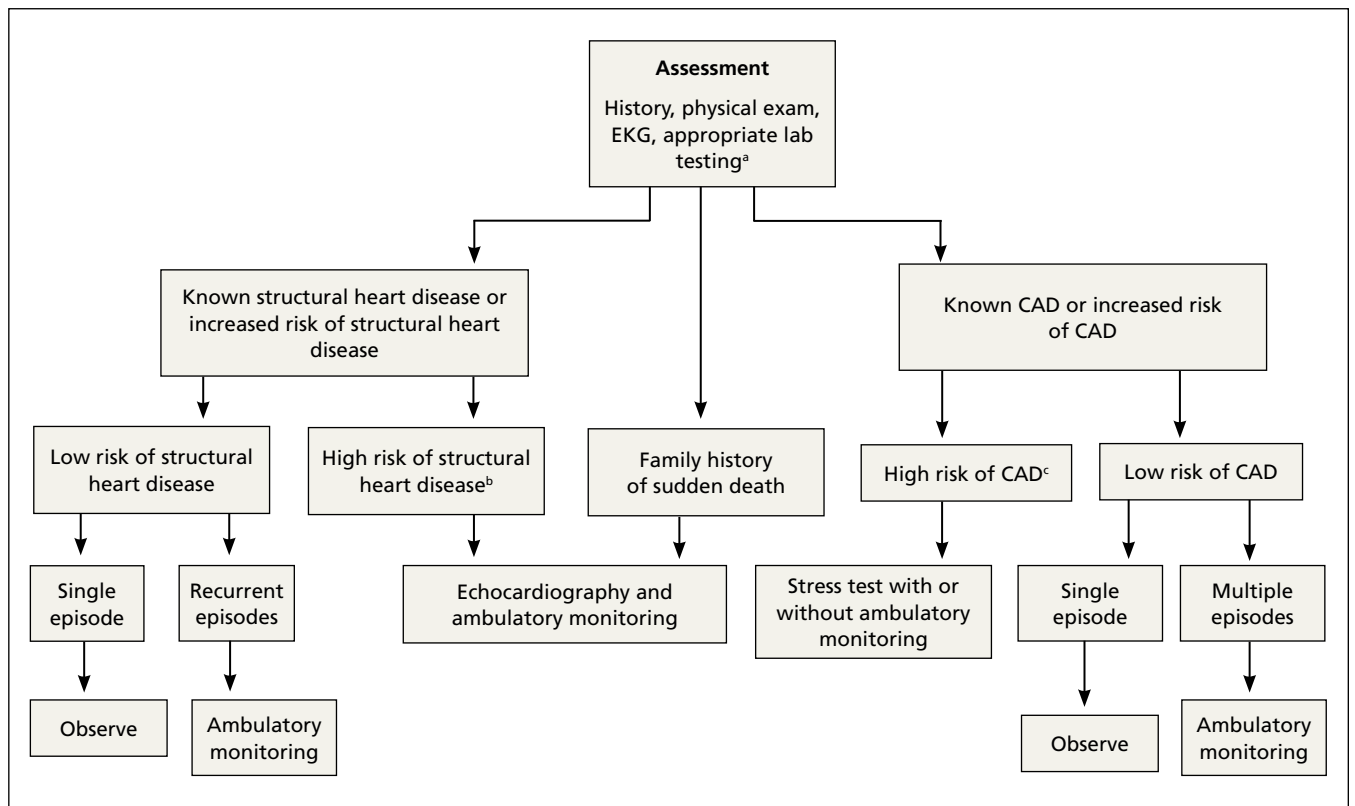 Assessment
History, physical exam,
EKG, appropriate lab
testingᵃ
Known structural heart disease or
increased risk of structural heart
disease
Known CAD or increased risk
of CAD
Low risk of structural
heart disease
High risk of structural
heart diseaseᵇ
Family history
of sudden death
High risk of CADᶜ
Low risk of CAD
Single
episode
Recurrent
episodes
Echocardiography and
ambulatory monitoring
Stress test with or
without ambulatory
monitoring
Single
episode
Multiple
episodes
Observe
Ambulatory
monitoring
Observe
Ambulatory
monitoring